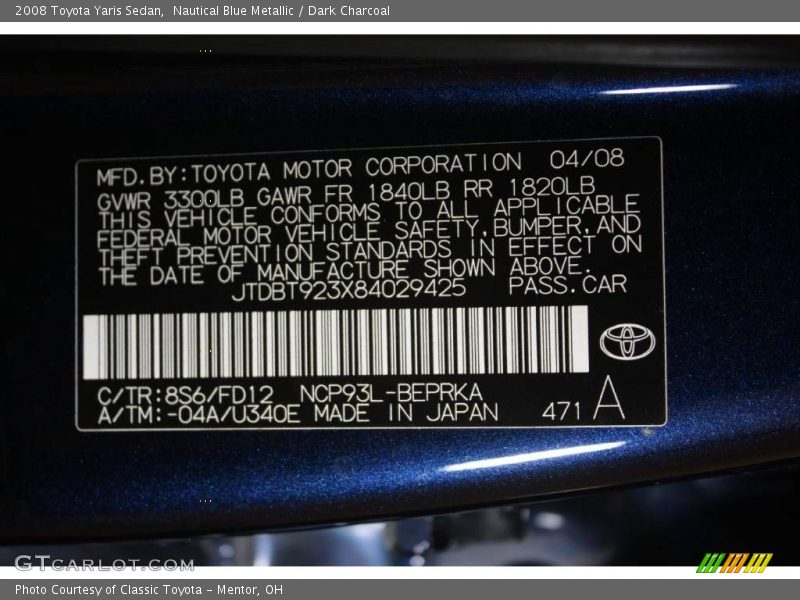 2008 Toyota Yaris Sedan,  Nautical Blue Metallic / Dark Charcoal
MFD.BY:TOYOTA MOTOR CORPORATION 04/08
GVWR 3300LB GAWR FR 1840LB RR 1820LB
THIS VEHICLE CONFORMS TO ALL APPLICABLE
FEDERAL MOTOR VEHICLE SAFETY,BUMPER,AND
THEFT PREVENTION STANDARDS IN EFFECT ON
THE DATE OF MANUFACTURE SHOWN ABOVE.
JTDBT923X84029425 PASS.CAR
C/TR:8S6/FD12 NCP93L-BEPRKA
A/TM:-04A/U340E MADE IN JAPAN 471 A
GTCARLOT.COM
Photo Courtesy of Classic Toyota - Mentor, OH